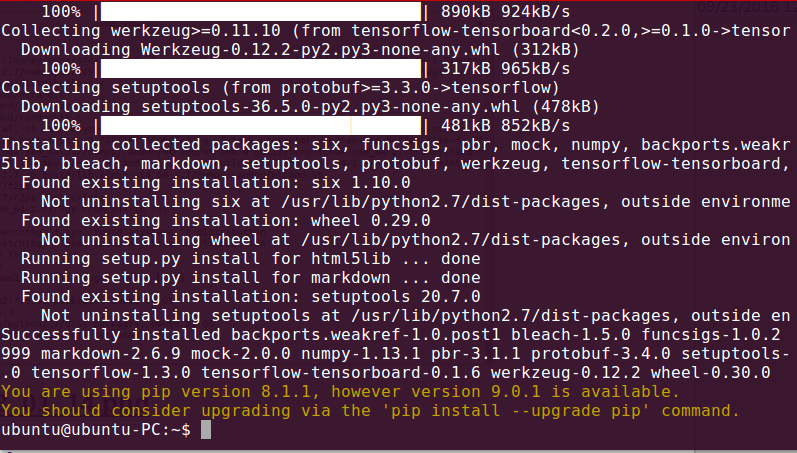 100% |████████████████████████████████| 890kB 924kB/s
Collecting werkzeug>=0.11.10 (from tensorflow-tensorboard<0.2.0,>=0.1.0->tensor
  Downloading Werkzeug-0.12.2-py2.py3-none-any.whl (312kB)
    100% |████████████████████████████████| 317kB 965kB/s
Collecting setuptools (from protobuf>=3.3.0->tensorflow)
  Downloading setuptools-36.5.0-py2.py3-none-any.whl (478kB)
    100% |████████████████████████████████| 481kB 852kB/s
Installing collected packages: six, funcsigs, pbr, mock, numpy, backports.weakr
5lib, bleach, markdown, setuptools, protobuf, werkzeug, tensorflow-tensorboard,
  Found existing installation: six 1.10.0
    Not uninstalling six at /usr/lib/python2.7/dist-packages, outside environme
  Found existing installation: wheel 0.29.0
    Not uninstalling wheel at /usr/lib/python2.7/dist-packages, outside environ
  Running setup.py install for html5lib ... done
  Running setup.py install for markdown ... done
  Found existing installation: setuptools 20.7.0
    Not uninstalling setuptools at /usr/lib/python2.7/dist-packages, outside en
Successfully installed backports.weakref-1.0.post1 bleach-1.5.0 funcsigs-1.0.2
999 markdown-2.6.9 mock-2.0.0 numpy-1.13.1 pbr-3.1.1 protobuf-3.4.0 setuptools-
.0 tensorflow-1.3.0 tensorflow-tensorboard-0.1.6 werkzeug-0.12.2 wheel-0.30.0
You are using pip version 8.1.1, however version 9.0.1 is available.
You should consider upgrading via the 'pip install --upgrade pip' command.
ubuntu@ubuntu-PC:~$